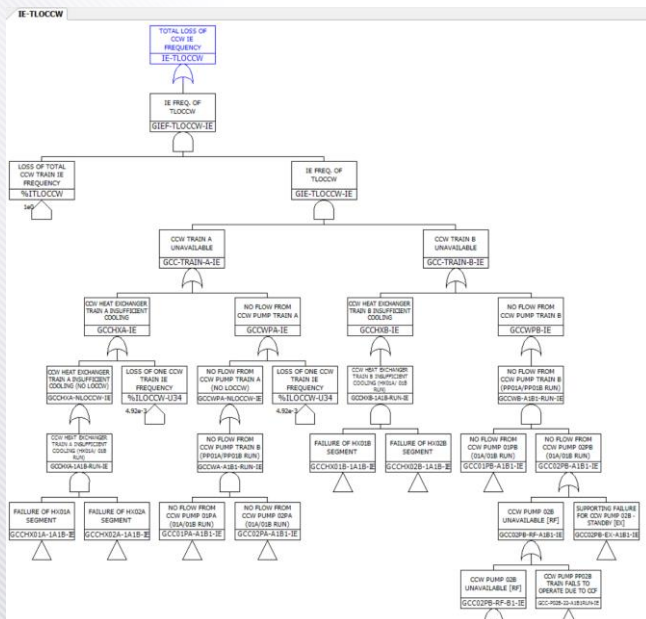 IE-TLOCCW
TOTAL LOSS OF
CCW IE
FREQUENCY
IE-TLOCCW
IE FREQ. OF
TLOCCW
GIEF-TLOCCW-IE
LOSS OF TOTAL
CCW TRAIN IE
FREQUENCY
%ITLOCCW
1e0
IE FREQ. OF
TLOCCW
GIE-TLOCCW-IE
CCW TRAIN A
UNAVAILABLE
GCC-TRAIN-A-IE
CCW TRAIN B
UNAVAILABLE
GCC-TRAIN-B-IE
CCW HEAT EXCHANGER
TRAIN A INSUFFICIENT
COOLING
GCCHXA-IE
NO FLOW FROM
CCW PUMP TRAIN A
GCCWPA-IE
CCW HEAT EXCHANGER
TRAIN B INSUFFICIENT
COOLING
GCCHXB-IE
NO FLOW FROM
CCW PUMP TRAIN B
GCCWPB-IE
CCW HEAT EXCHANGER
TRAIN A INSUFFICIENT
COOLING (NO LOCCW)
GCCHXA-NLOCCW-IE
LOSS OF ONE CCW
TRAIN IE
FREQUENCY
%ILOCCW-U34
4.92e-3
NO FLOW FROM
CCW PUMP TRAIN A
(NO LOCCW)
GCCWPA-NLOCCW-IE
LOSS OF ONE CCW
TRAIN IE
FREQUENCY
%ILOCCW-U34
4.92e-3
CCW HEAT EXCHANGER
TRAIN B INSUFFICIENT
COOLING (HX01A/ 01B
RUN)
GCCHXB-1A1B-RUN-IE
NO FLOW FROM
CCW PUMP TRAIN B
(PP01A/PP01B RUN)
GCCWB-A1B1-RUN-IE
CCW HEAT EXCHANGER
TRAIN A INSUFFICIENT
COOLING (HX01A/ 01B
RUN)
GCCHXA-1A1B-RUN-IE
NO FLOW FROM
CCW PUMP TRAIN B
(PP01A/PP01B RUN)
GCCWA-A1B1-RUN-IE
FAILURE OF HX01B
SEGMENT
GCCHX01B-1A1B-IE
FAILURE OF HX02B
SEGMENT
GCCHX02B-1A1B-IE
NO FLOW FROM
CCW PUMP 01PB
(01A/01B RUN)
GCC01PB-A1B1-IE
NO FLOW FROM
CCW PUMP 02PB
(01A/01B RUN)
GCC02PB-A1B1-IE
FAILURE OF HX01A
SEGMENT
GCCHX01A-1A1B-IE
FAILURE OF HX02A
SEGMENT
GCCHX02A-1A1B-IE
NO FLOW FROM
CCW PUMP 01PA
(01A/01B RUN)
GCC01PA-A1B1-IE
NO FLOW FROM
CCW PUMP 02PA
(01A/01B RUN)
GCC02PA-A1B1-IE
CCW PUMP 02B
UNAVAILABLE [RF]
GCC02PB-RF-A1B1-IE
SUPPORTING FAILURE
FOR CCW PUMP 02B -
STANDBY [EX]
GCC02PB-EX-A1B1-IE
CCW PUMP 02B
UNAVAILABLE [RF]
GCC02PB-RF-B1-IE
CCW PUMP PP02B
TRAIN FAILS TO
OPERATE DUE TO CCF